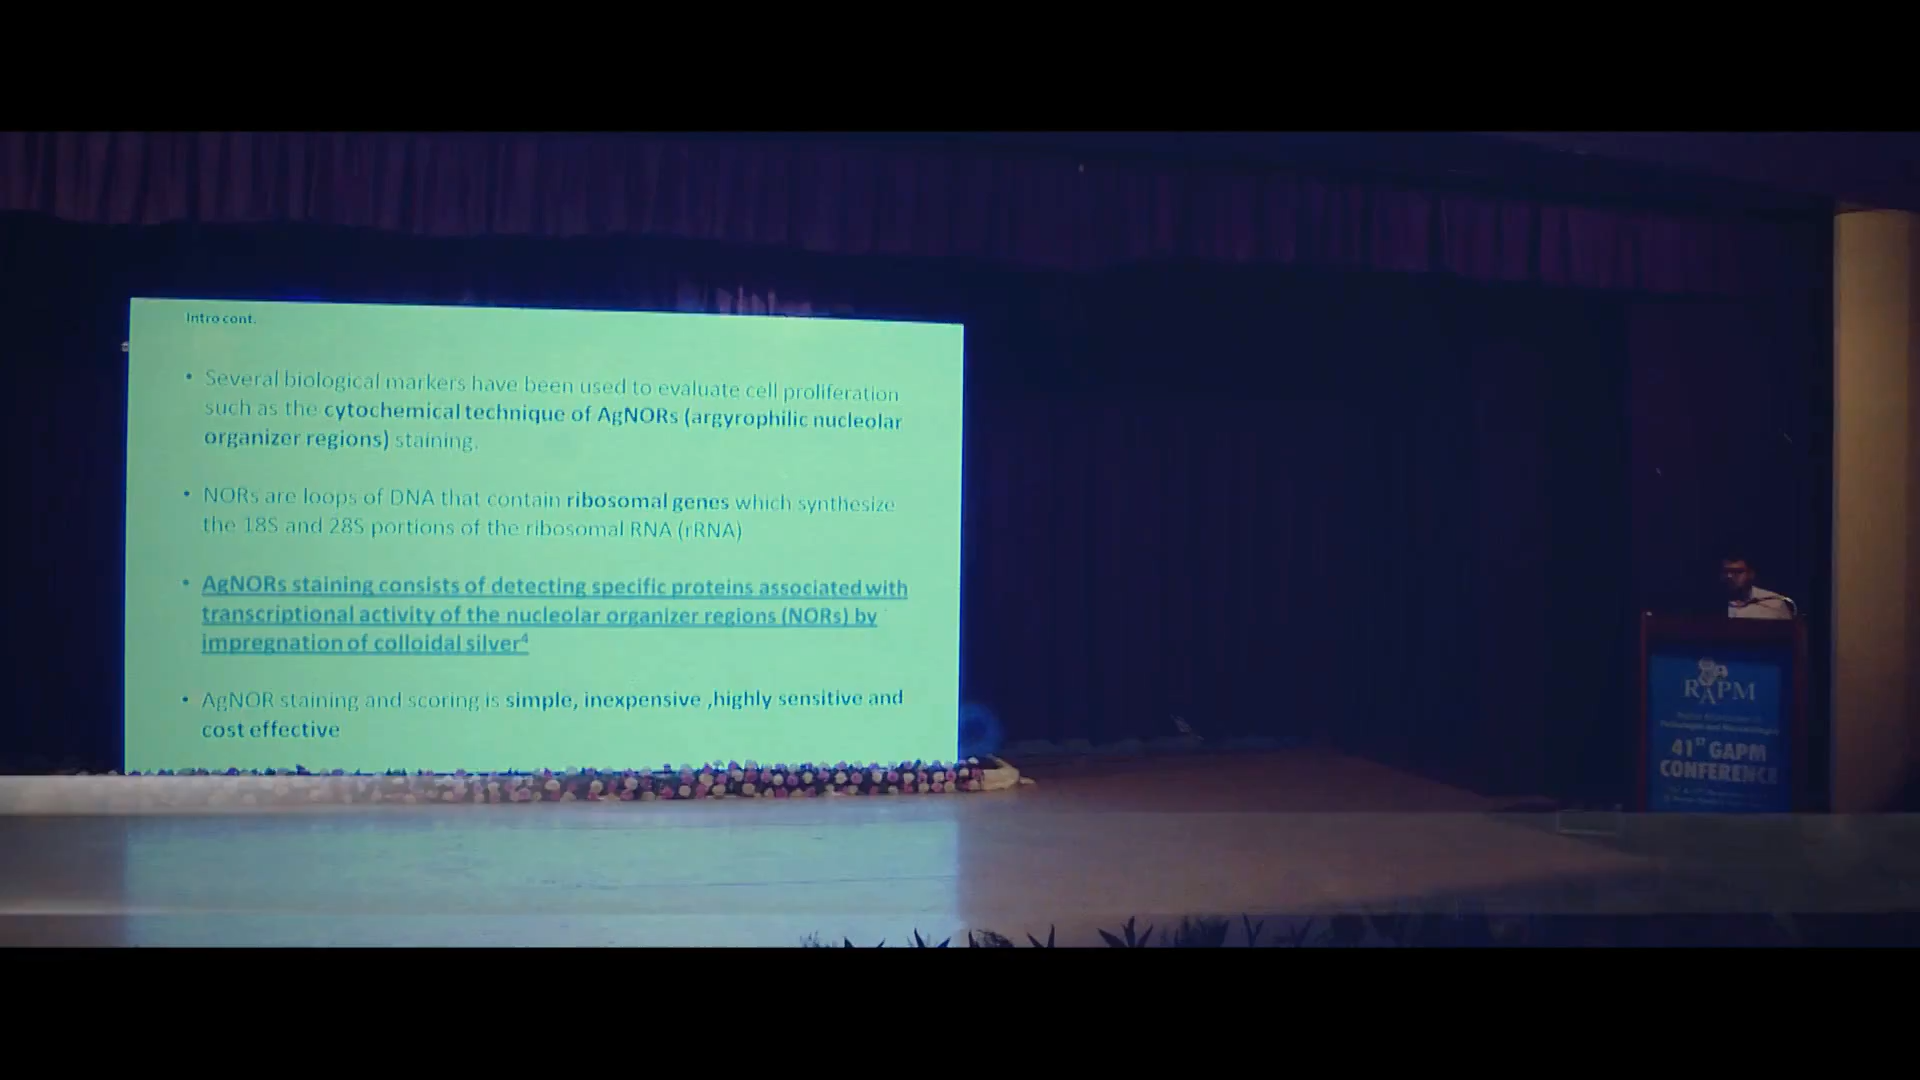 Intro cont.
• Several biological markers have been used to evaluate cell proliferation
such as the cytochemical technique of AgNORs (argyrophilic nucleolar
organizer regions) staining.
• NORs are loops of DNA that contain ribosomal genes which synthesize
the 18S and 28S portions of the ribosomal RNA (rRNA)
• AgNORs staining consists of detecting specific proteins associated with
transcriptional activity of the nucleolar organizer regions (NORs) by
impregnation of colloidal silver⁴
• AgNOR staining and scoring is simple, inexpensive ,highly sensitive and
cost effective
RAPM
41ST GAPM
CONFERENCE